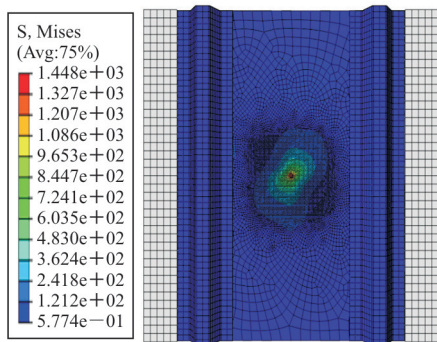 S, Mises
(Avg:75%)
1.448e+03
1.327e+03
1.207e+03
1.086e+03
9.653e+02
8.447e+02
7.241e+02
6.035e+02
4.830e+02
3.624e+02
2.418e+02
1.212e+02
5.774e−01